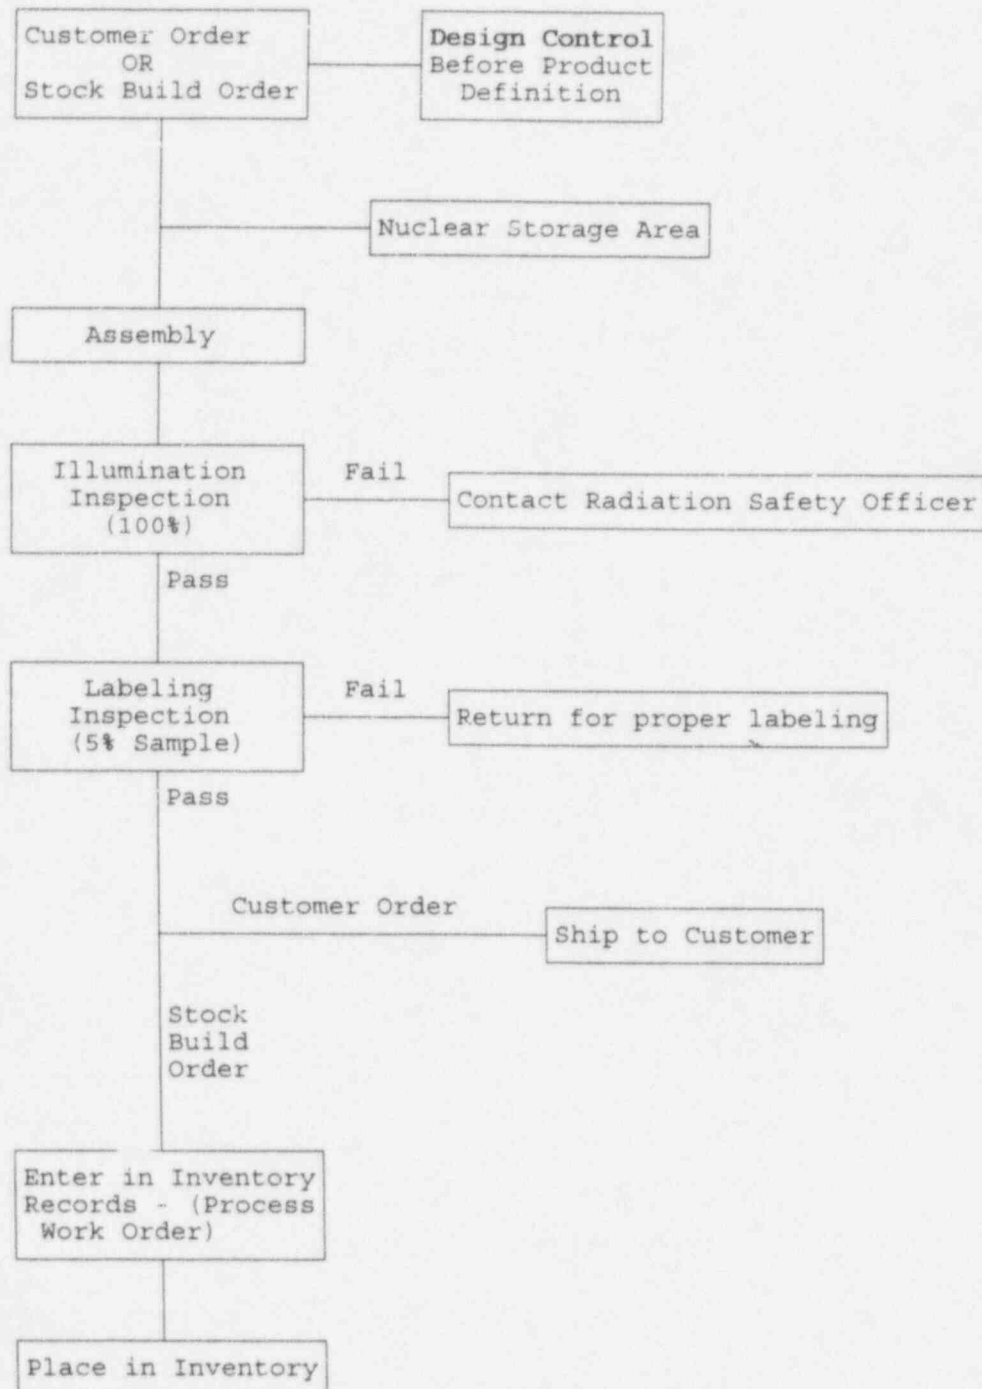 Customer Order
OR
Stock Build Order
Design Control
Before Product
Definition
Nuclear Storage Area
Assembly
Illumination
Inspection
(100%)
Fail
Contact Radiation Safety Officer
Pass
Labeling
Inspection
(5% Sample)
Fail
Return for proper labeling
Pass
Customer Order
Ship to Customer
Stock
Build
Order
Enter in Inventory
Records - (Process
Work Order)
Place in Inventory